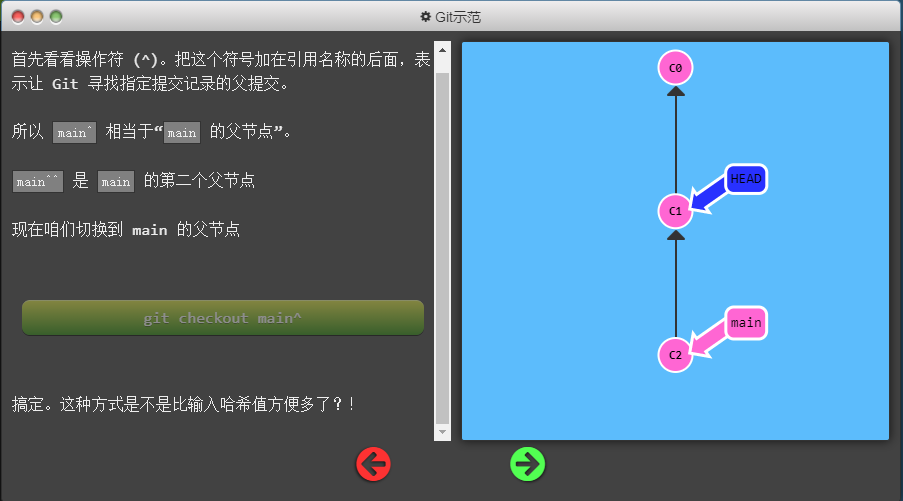 Git示范
首先看看操作符 (^)。把这个符号加在引用名称的后面，表
示让 Git 寻找指定提交记录的父提交。
所以 main^ 相当于“main 的父节点”。
main^^ 是 main 的第二个父节点
现在咱们切换到 main 的父节点
git checkout main^
搞定。这种方式是不是比输入哈希值方便多了？！
C0
HEAD
C1
main
C2